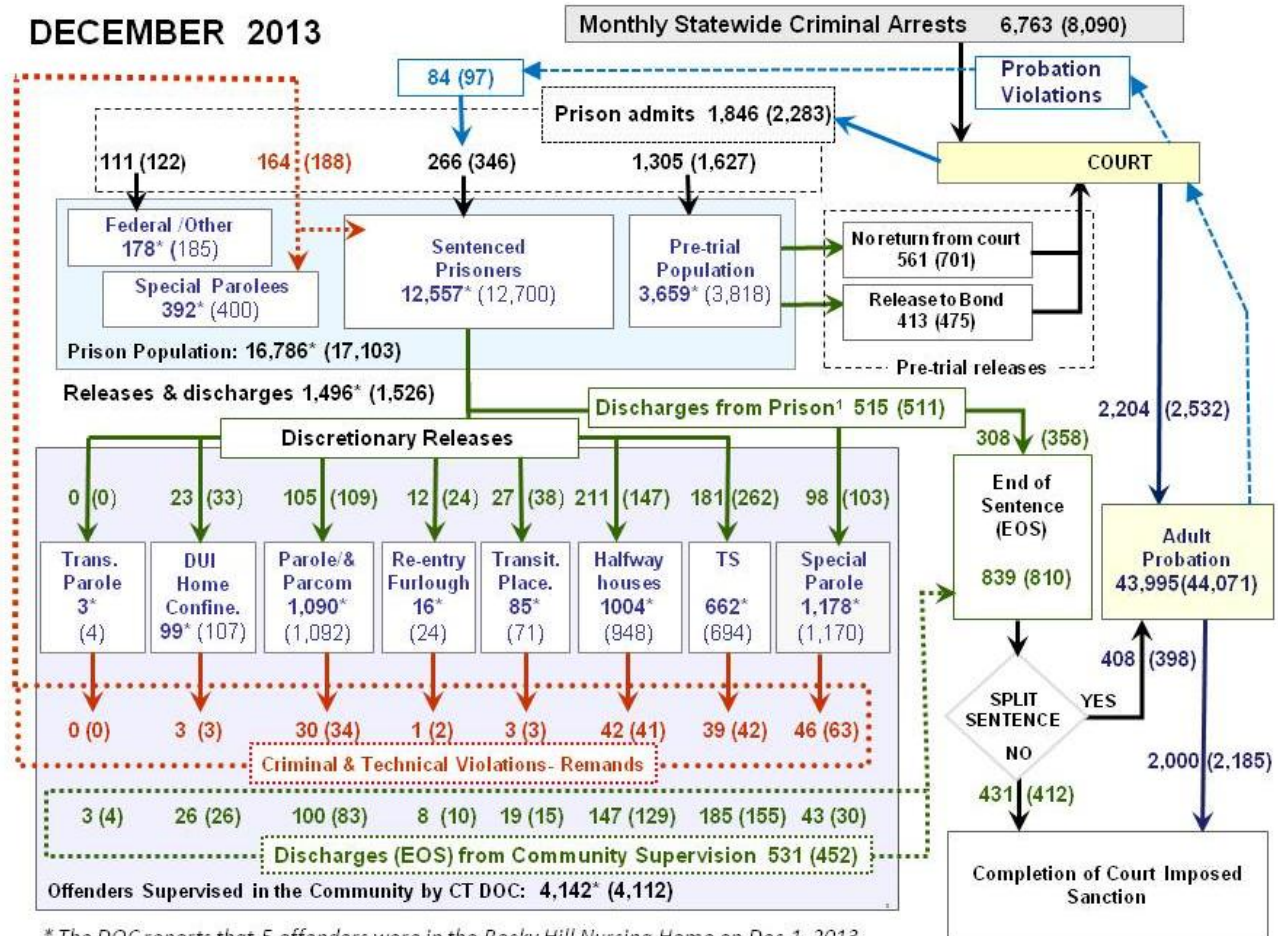 DECEMBER 2013
Monthly Statewide Criminal Arrests 6,763 (8,090)
84 (97)
Probation
Violations
Prison admits 1,846 (2,283)
111 (122)
164 (188)
266 (346)
1,305 (1,627)
COURT
Federal /Other
178* (185)
Special Parolees
392* (400)
Sentenced
Prisoners
12,557* (12,700)
Pre-trial
Population
3,659* (3,818)
No return from court
561 (701)
Release to Bond
413 (475)
Prison Population: 16,786* (17,103)
Pre-trial releases
Releases & discharges 1,496* (1,526)
Discharges from Prison¹ 515 (511)
2,204 (2,532)
Discretionary Releases
308 (358)
0 (0)
23 (33)
105 (109)
12 (24)
27 (38)
211 (147)
181 (262)
98 (103)
End of
Sentence
(EOS)
839 (810)
Adult
Probation
43,995(44,071)
Trans.
Parole
3*
(4)
DUI
Home
Confine.
99* (107)
Parole/&
Parcom
1,090*
(1,092)
Re-entry
Furlough
16*
(24)
Transit.
Place.
85*
(71)
Halfway
houses
1004*
(948)
TS
662*
(694)
Special
Parole
1,178*
(1,170)
408 (398)
SPLIT
SENTENCE
YES
NO
0 (0)
3 (3)
30 (34)
1 (2)
3 (3)
42 (41)
39 (42)
46 (63)
Criminal & Technical Violations- Remands
2,000 (2,185)
431 (412)
3 (4)
26 (26)
100 (83)
8 (10)
19 (15)
147 (129)
185 (155)
43 (30)
Discharges (EOS) from Community Supervision 531 (452)
Completion of Court Imposed
Sanction
Offenders Supervised in the Community by CT DOC: 4,142* (4,112)
* The DOC reports that 5 offenders were in the Rocky Hill Nursing Home on Dec 1, 2013